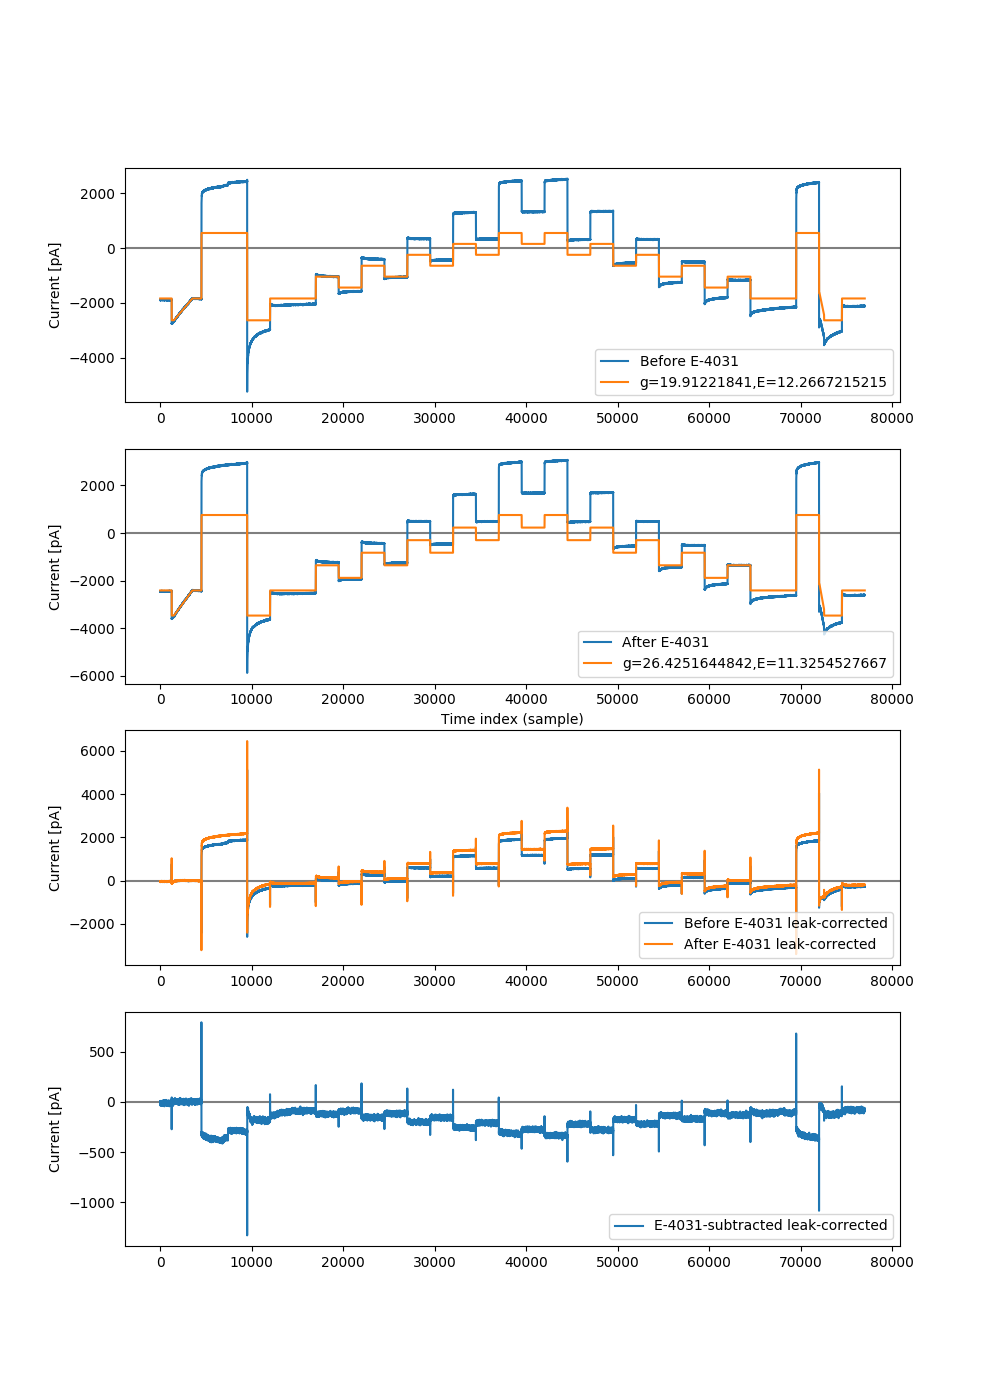 2000
0
−2000
−4000
Current [pA]
Before E-4031
g=19.91221841,E=12.2667215215
0 10000 20000 30000 40000 50000 60000 70000 80000
2000
0
−2000
−4000
−6000
Current [pA]
After E-4031
g=26.4251644842,E=11.3254527667
0 10000 20000 30000 40000 50000 60000 70000 80000
Time index (sample)
6000
4000
2000
0
−2000
Current [pA]
Before E-4031 leak-corrected
After E-4031 leak-corrected
0 10000 20000 30000 40000 50000 60000 70000 80000
500
0
−500
−1000
Current [pA]
E-4031-subtracted leak-corrected
0 10000 20000 30000 40000 50000 60000 70000 80000